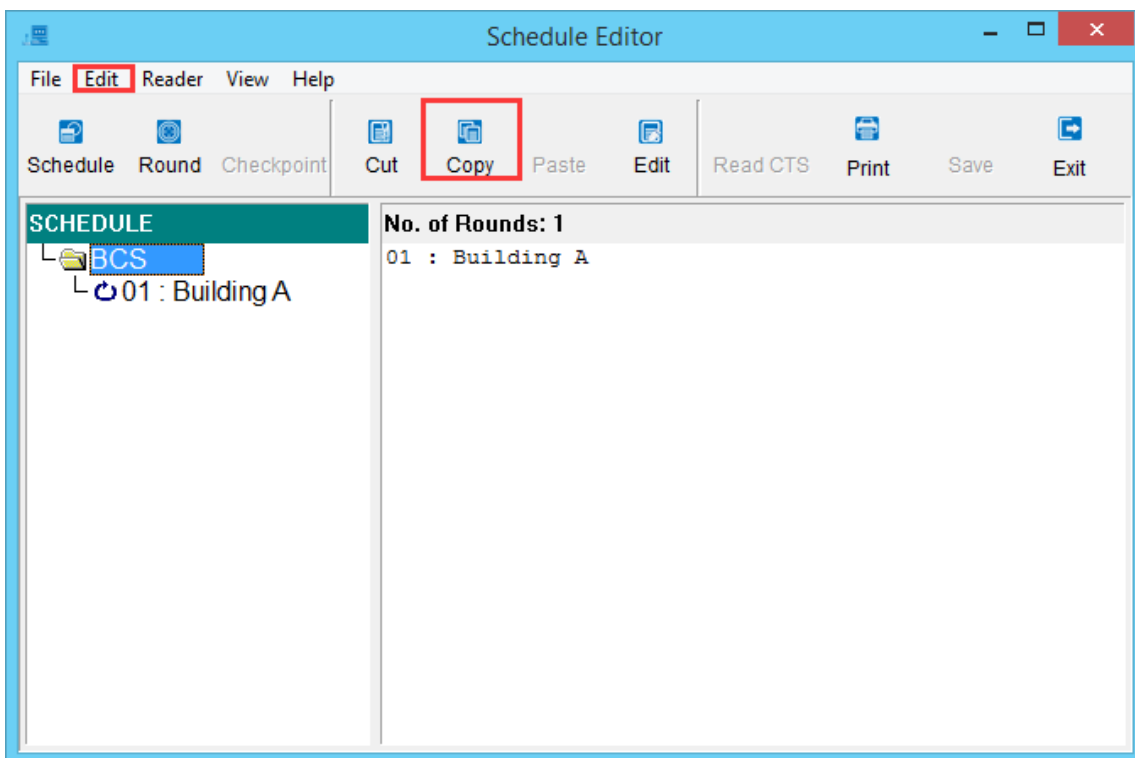 Schedule Editor
File Edit Reader View Help
Schedule Round Checkpoint Cut Copy Paste Edit Read CTS Print Save Exit
SCHEDULE
BCS
01 : Building A
No. of Rounds: 1
01 : Building A